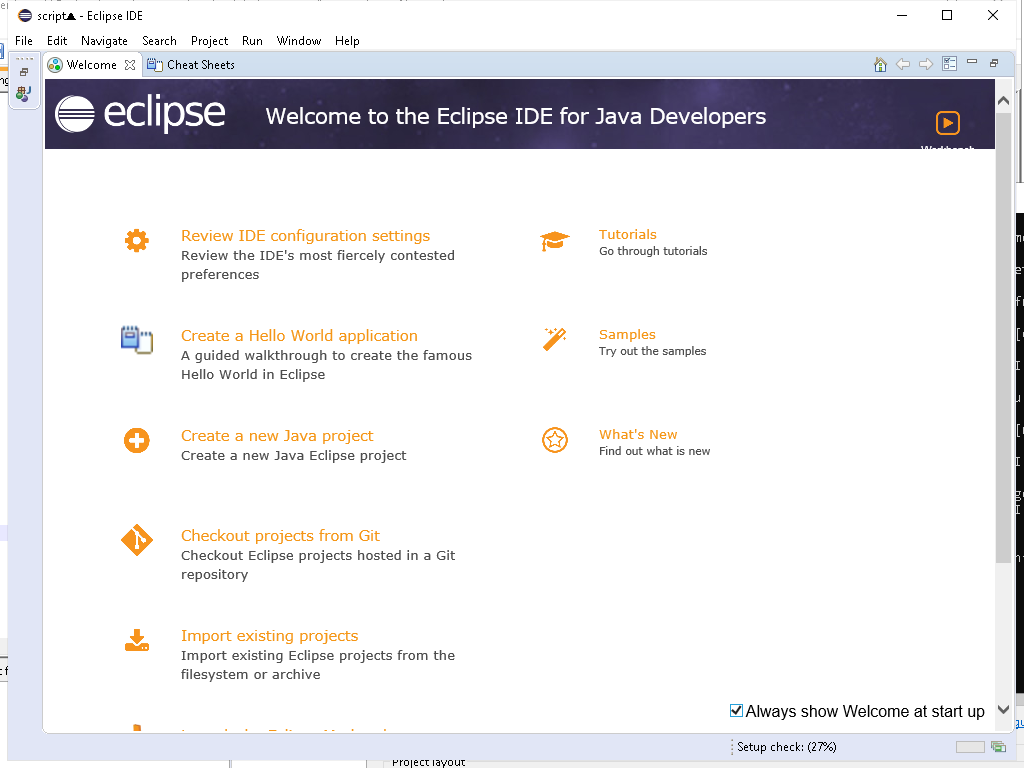 script▲ - Eclipse IDE
File Edit Navigate Search Project Run Window Help
Welcome Cheat Sheets
eclipse Welcome to the Eclipse IDE for Java Developers
Workbench
Review IDE configuration settings
Review the IDE's most fiercely contested
preferences
Tutorials
Go through tutorials
Create a Hello World application
A guided walkthrough to create the famous
Hello World in Eclipse
Samples
Try out the samples
Create a new Java project
Create a new Java Eclipse project
What's New
Find out what is new
Checkout projects from Git
Checkout Eclipse projects hosted in a Git
repository
Import existing projects
Import existing Eclipse projects from the
filesystem or archive
Always show Welcome at start up
Setup check: (27%)
Project layout